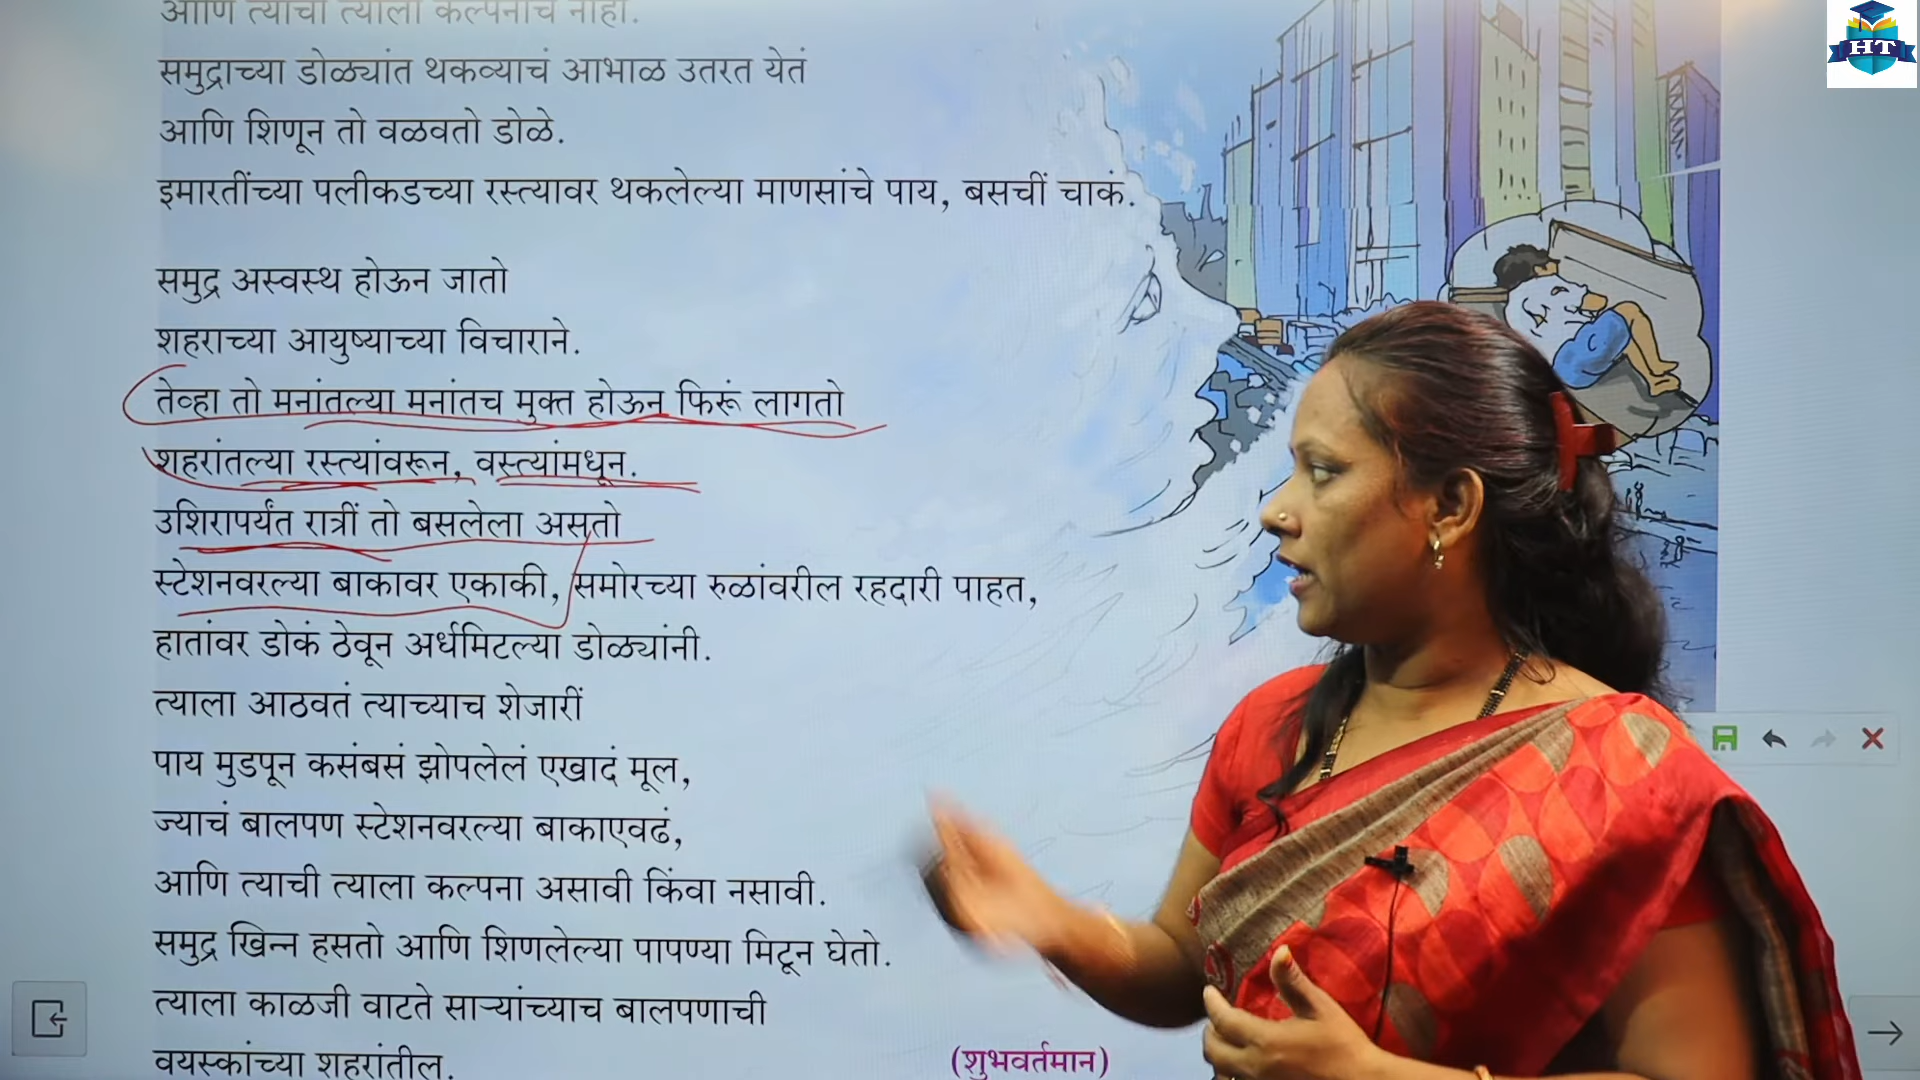 आणि त्याची त्याला कल्पनाच नाही.
समुद्राच्या डोळ्यांत थकव्याचं आभाळ उतरत येतं
आणि शिणून तो वळवतो डोळे.
इमारतींच्या पलीकडच्या रस्त्यावर थकलेल्या माणसांचे पाय, बसचीं चाकं.
समुद्र अस्वस्थ होऊन जातो
शहराच्या आयुष्याच्या विचाराने.
तेव्हा तो मनांतल्या मनांतच मुक्त होऊन फिरूं लागतो
शहरांतल्या रस्त्यांवरून, वस्त्यांमधून.
उशिरापर्यंत रात्रीं तो बसलेला असतो
स्टेशनवरल्या बाकावर एकाकी, समोरच्या रुळांवरील रहदारी पाहत,
हातांवर डोकं ठेवून अर्धमिटल्या डोळ्यांनी.
त्याला आठवतं त्याच्याच शेजारीं
पाय मुडपून कसंबसं झोपलेलं एखादं मूल,
ज्याचं बालपण स्टेशनवरल्या बाकाएवढं,
आणि त्याची त्याला कल्पना असावी किंवा नसावी.
समुद्र खिन्न हसतो आणि शिणलेल्या पापण्या मिटून घेतो.
त्याला काळजी वाटते साऱ्यांच्याच बालपणाची
वयस्कांच्या शहरांतील.
(शुभवर्तमान)
HT